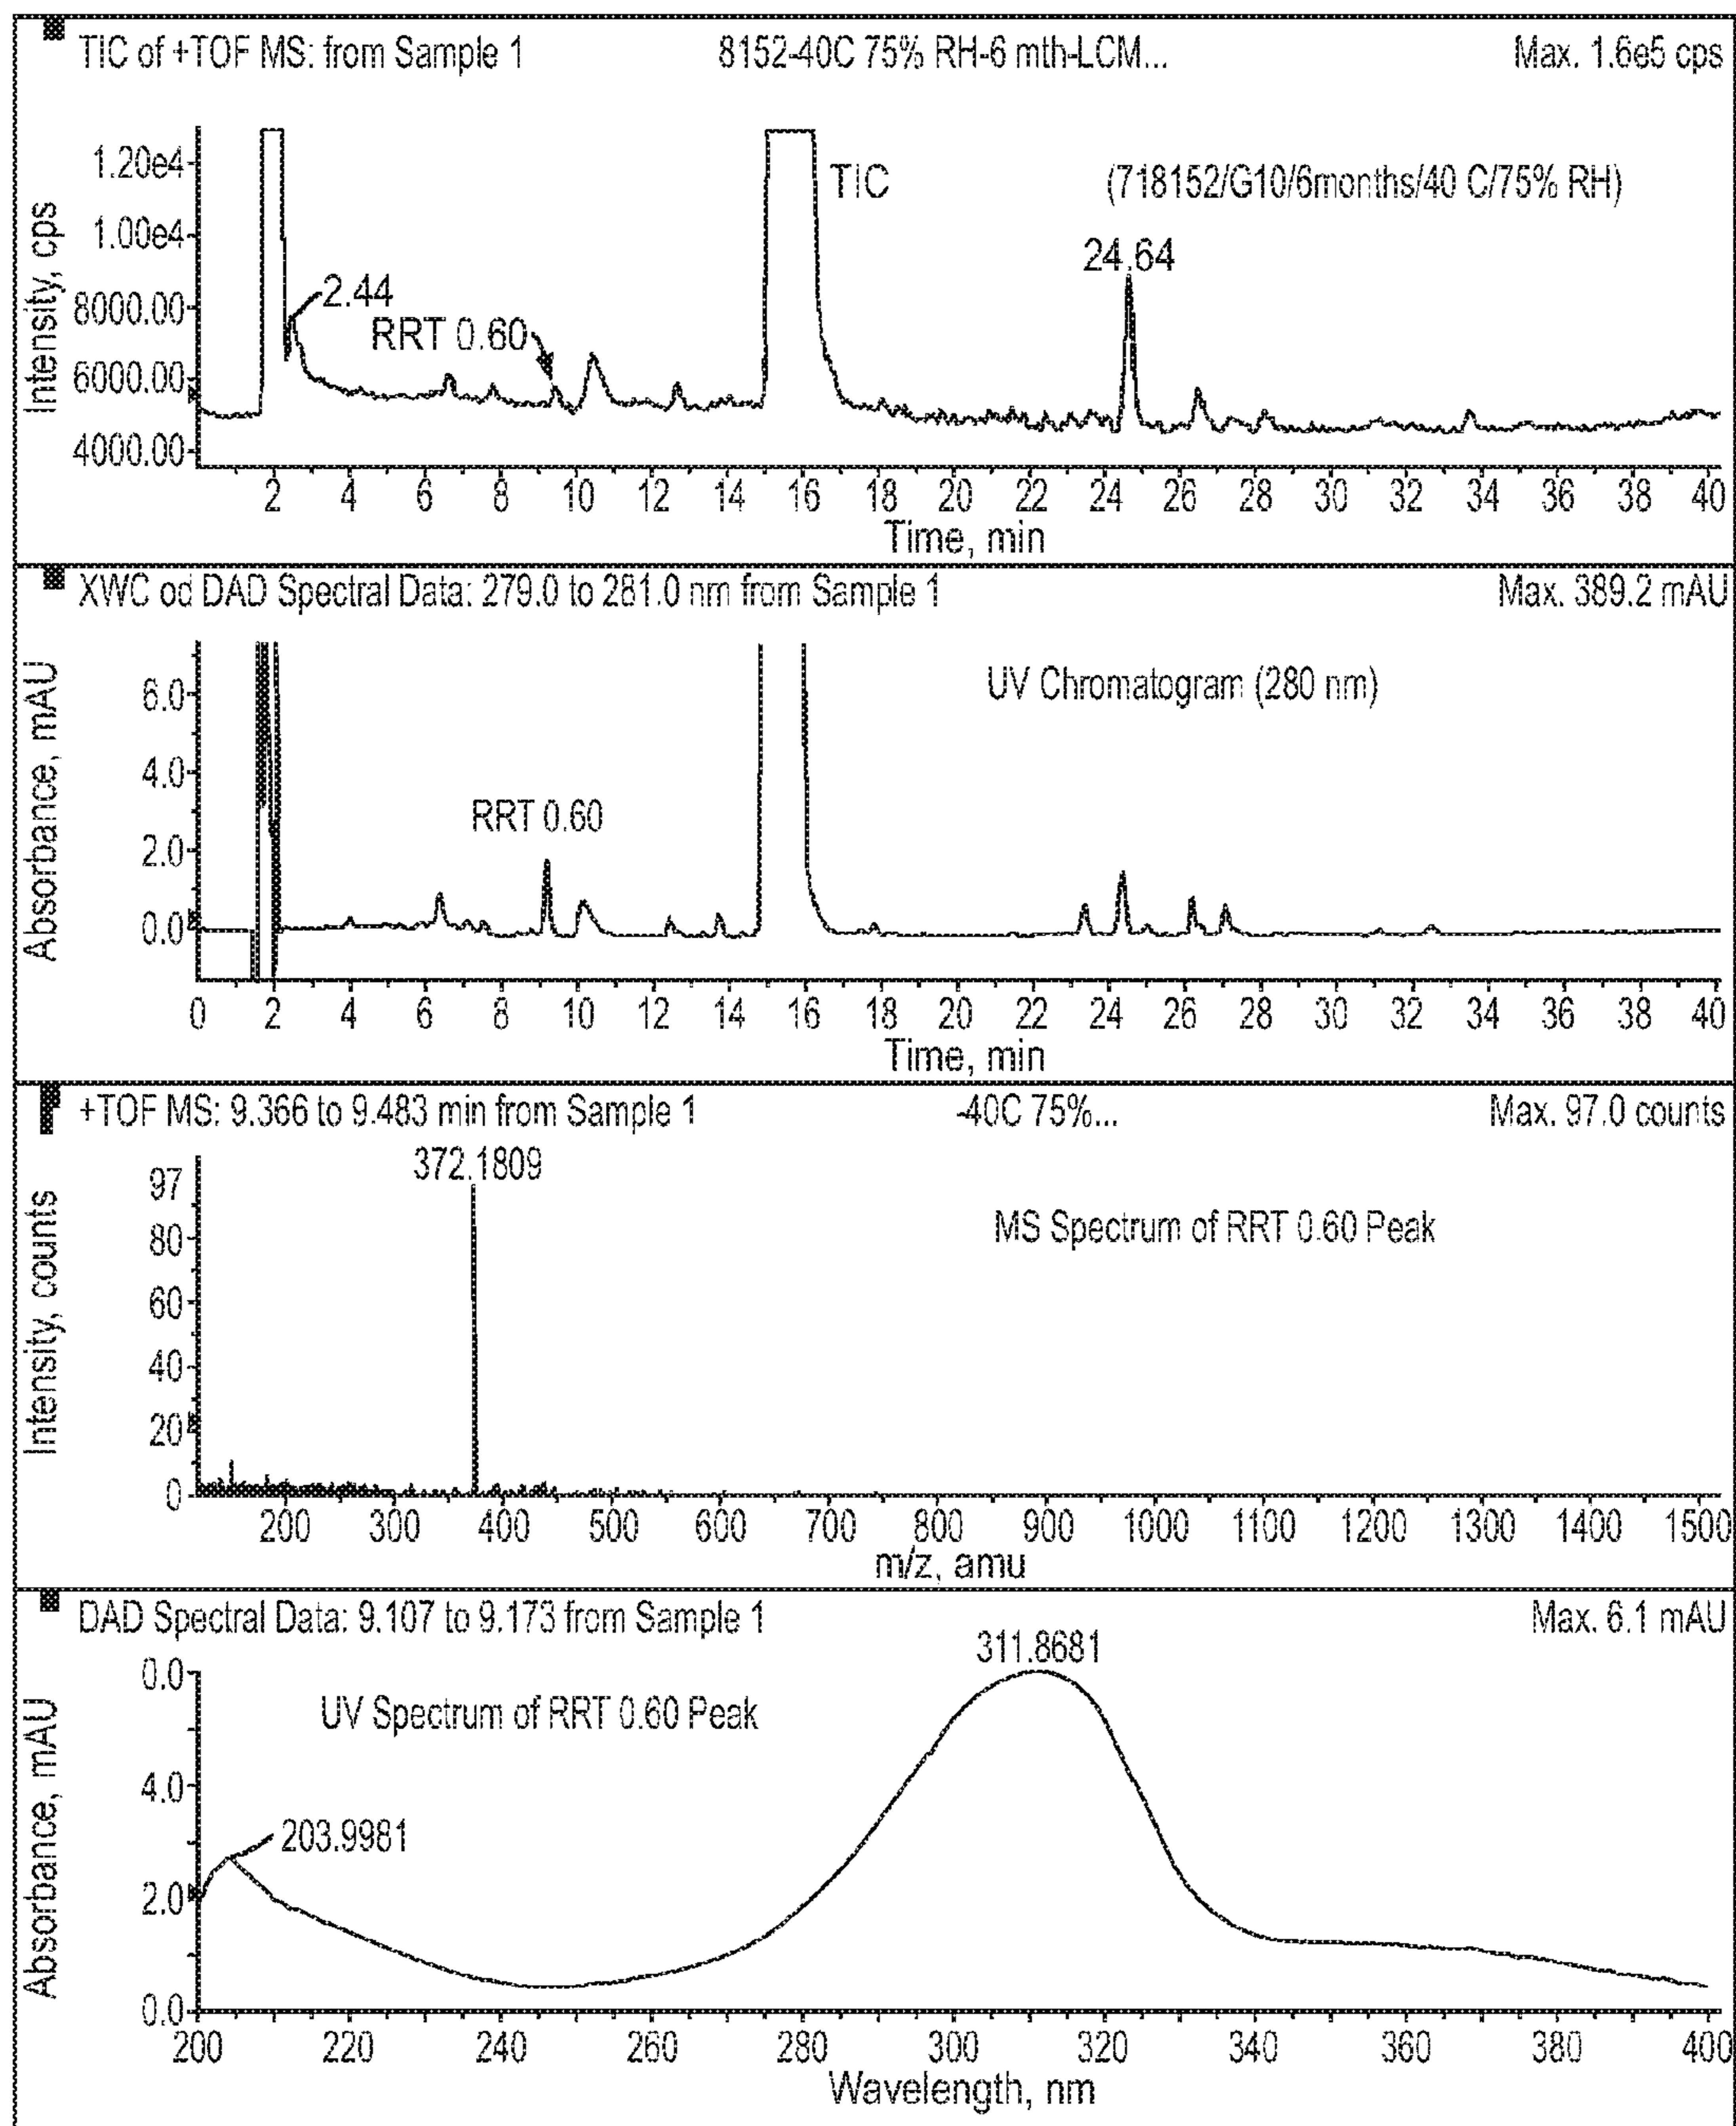 TIC of +TOF MS: from Sample 1 8152-40C 75% RH-6 mth-LCM... Max. 1.6e5 cps
Intensity, cps
1.20e4
1.00e4
8000.00
6000.00
4000.00
TIC
(718152/G10/6months/40 C/75% RH)
24.64
2.44
RRT 0.60
2 4 6 8 10 12 14 16 18 20 22 24 26 28 30 32 34 36 38 40
Time, min
XWC od DAD Spectral Data: 279.0 to 281.0 nm from Sample 1 Max. 389.2 mAU
Absorbance, mAU
6.0
4.0
2.0
0.0
UV Chromatogram (280 nm)
RRT 0.60
0 2 4 6 8 10 12 14 16 18 20 22 24 26 28 30 32 34 36 38 40
Time, min
+TOF MS: 9.366 to 9.483 min from Sample 1 -40C 75%... Max. 97.0 counts
Intensity, counts
372.1809
97
80
60
40
20
0
MS Spectrum of RRT 0.60 Peak
200 300 400 500 600 700 800 900 1000 1100 1200 1300 1400 1500
m/z, amu
DAD Spectral Data: 9.107 to 9.173 from Sample 1 Max. 6.1 mAU
Absorbance, mAU
311.8681
0.0
UV Spectrum of RRT 0.60 Peak
4.0
203.9981
2.0
0.0
200 220 240 260 280 300 320 340 360 380 400
Wavelength, nm